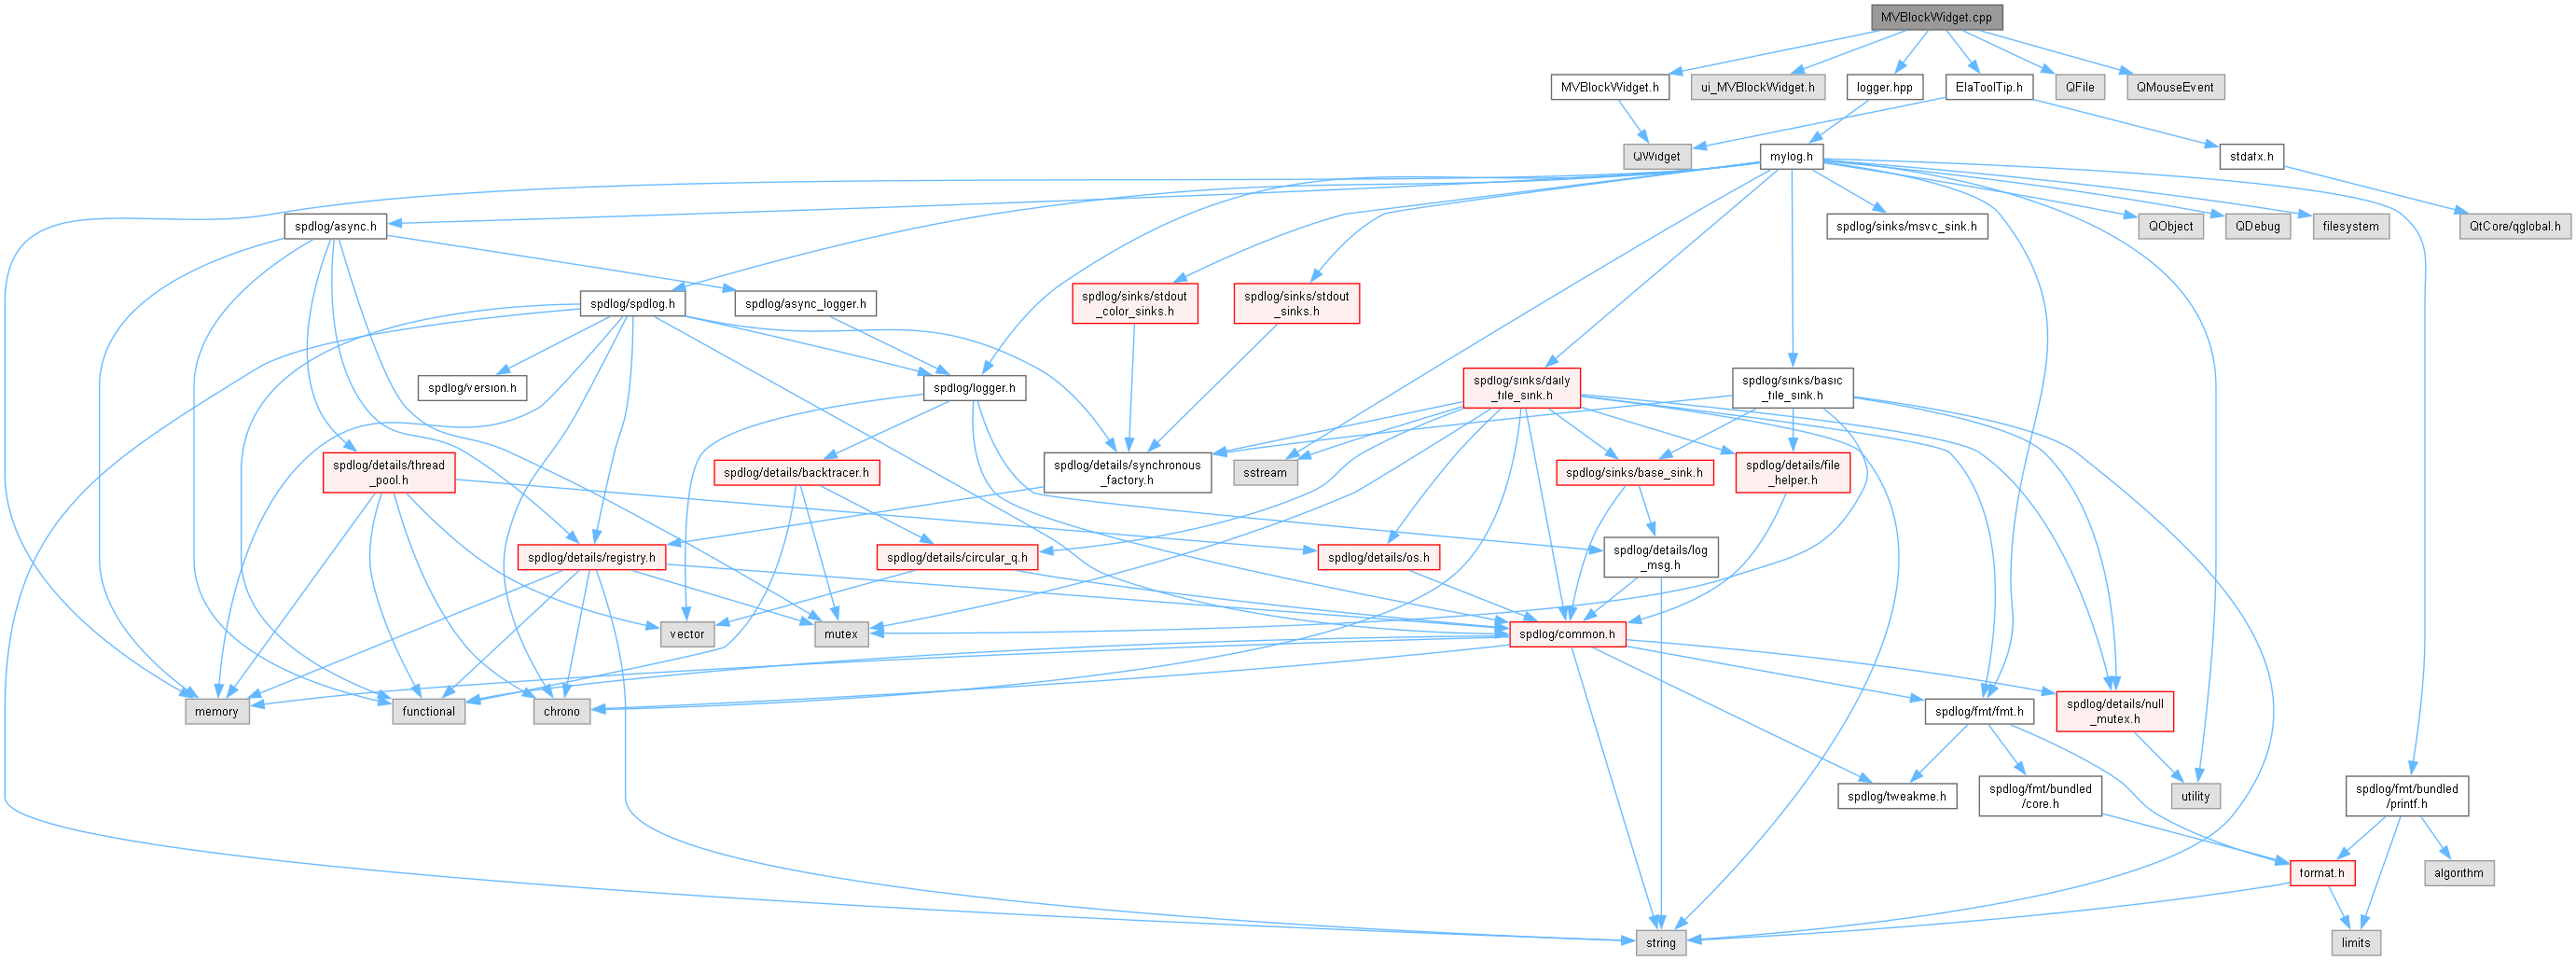 MVBlockWidget.cpp
MVBlockWidget.h
ui_MVBlockWidget.h
logger.hpp
ElaToolTip.h
QFile
QMouseEvent
QWidget
mylog.h
stdafx.h
spdlog/async.h
spdlog/sinks/msvc_sink.h
QObject
QDebug
filesystem
QtCore/qglobal.h
spdlog/spdlog.h
spdlog/async_logger.h
spdlog/sinks/stdout
_color_sinks.h
spdlog/sinks/stdout
_sinks.h
spdlog/version.h
spdlog/logger.h
spdlog/sinks/daily
_file_sink.h
spdlog/sinks/basic
_file_sink.h
spdlog/details/thread
_pool.h
spdlog/details/backtracer.h
spdlog/details/synchronous
_factory.h
sstream
spdlog/sinks/base_sink.h
spdlog/details/file
_helper.h
spdlog/details/registry.h
spdlog/details/circular_q.h
spdlog/details/os.h
spdlog/details/log
_msg.h
vector
mutex
spdlog/common.h
memory
functional
chrono
spdlog/fmt/fmt.h
spdlog/details/null
_mutex.h
spdlog/tweakme.h
spdlog/fmt/bundled
/core.h
utility
spdlog/fmt/bundled
/printf.h
format.h
algorithm
string
limits